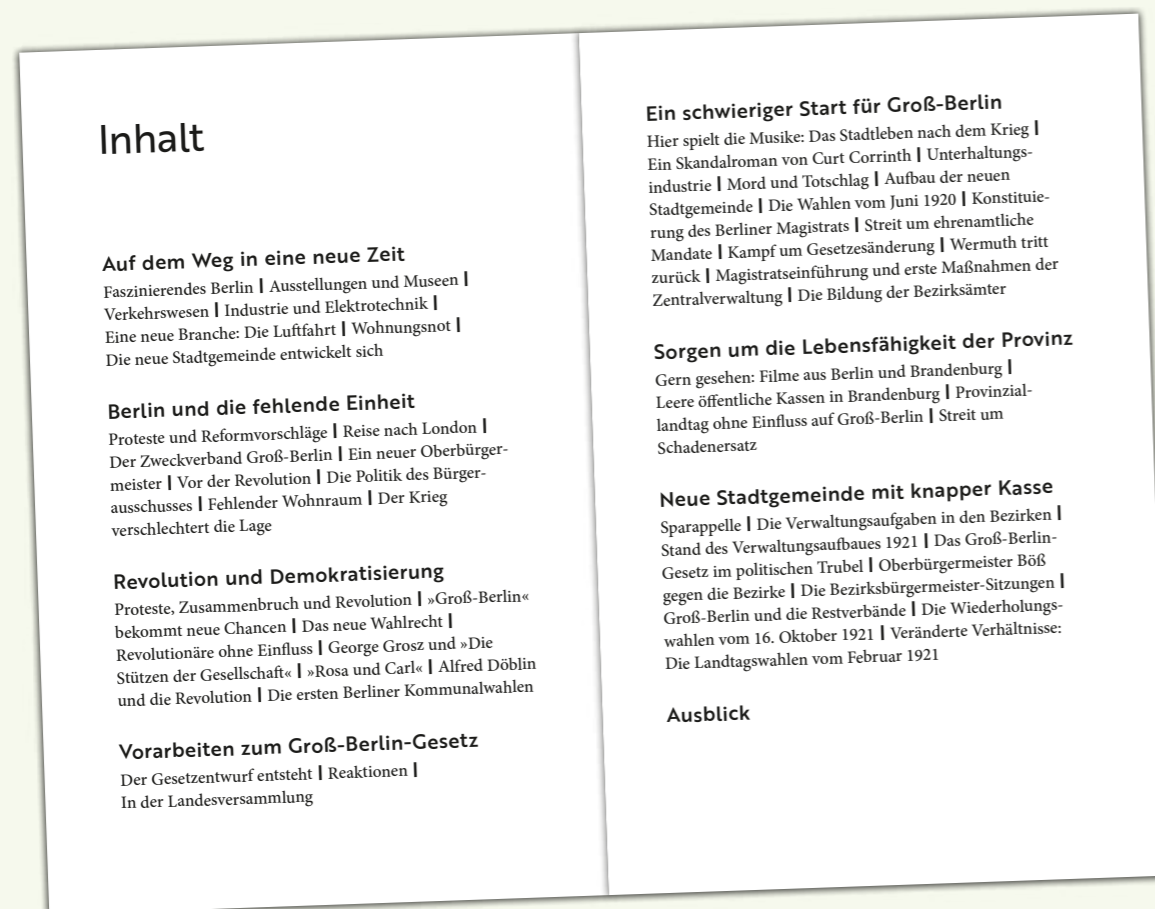 Inhalt
Auf dem Weg in eine neue Zeit
Faszinierendes Berlin | Ausstellungen und Museen |
Verkehrswesen | Industrie und Elektrotechnik |
Eine neue Branche: Die Luftfahrt | Wohnungsnot |
Die neue Stadtgemeinde entwickelt sich
Berlin und die fehlende Einheit
Proteste und Reformvorschläge | Reise nach London |
Der Zweckverband Groß-Berlin | Ein neuer Oberbürger-
meister | Vor der Revolution | Die Politik des Bürger-
ausschusses | Fehlender Wohnraum | Der Krieg
verschlechtert die Lage
Revolution und Demokratisierung
Proteste, Zusammenbruch und Revolution | »Groß-Berlin«
bekommt neue Chancen | Das neue Wahlrecht |
Revolutionäre ohne Einfluss | George Grosz und »Die
Stützen der Gesellschaft« | »Rosa und Carl« | Alfred Döblin
und die Revolution | Die ersten Berliner Kommunalwahlen
Vorarbeiten zum Groß-Berlin-Gesetz
Der Gesetzentwurf entsteht | Reaktionen |
In der Landesversammlung
Ein schwieriger Start für Groß-Berlin
Hier spielt die Musike: Das Stadtleben nach dem Krieg |
Ein Skandalroman von Curt Corrinth | Unterhaltungs-
industrie | Mord und Totschlag | Aufbau der neuen
Stadtgemeinde | Die Wahlen vom Juni 1920 | Konstituie-
rung des Berliner Magistrats | Streit um ehrenamtliche
Mandate | Kampf um Gesetzesänderung | Wermuth tritt
zurück | Magistratseinführung und erste Maßnahmen der
Zentralverwaltung | Die Bildung der Bezirksämter
Sorgen um die Lebensfähigkeit der Provinz
Gern gesehen: Filme aus Berlin und Brandenburg |
Leere öffentliche Kassen in Brandenburg | Provinzial-
landtag ohne Einfluss auf Groß-Berlin | Streit um
Schadenersatz
Neue Stadtgemeinde mit knapper Kasse
Sparappelle | Die Verwaltungsaufgaben in den Bezirken |
Stand des Verwaltungsaufbaues 1921 | Das Groß-Berlin-
Gesetz im politischen Trubel | Oberbürgermeister Böß
gegen die Bezirke | Die Bezirksbürgermeister-Sitzungen |
Groß-Berlin und die Restverbände | Die Wiederholungs-
wahlen vom 16. Oktober 1921 | Veränderte Verhältnisse:
Die Landtagswahlen vom Februar 1921
Ausblick